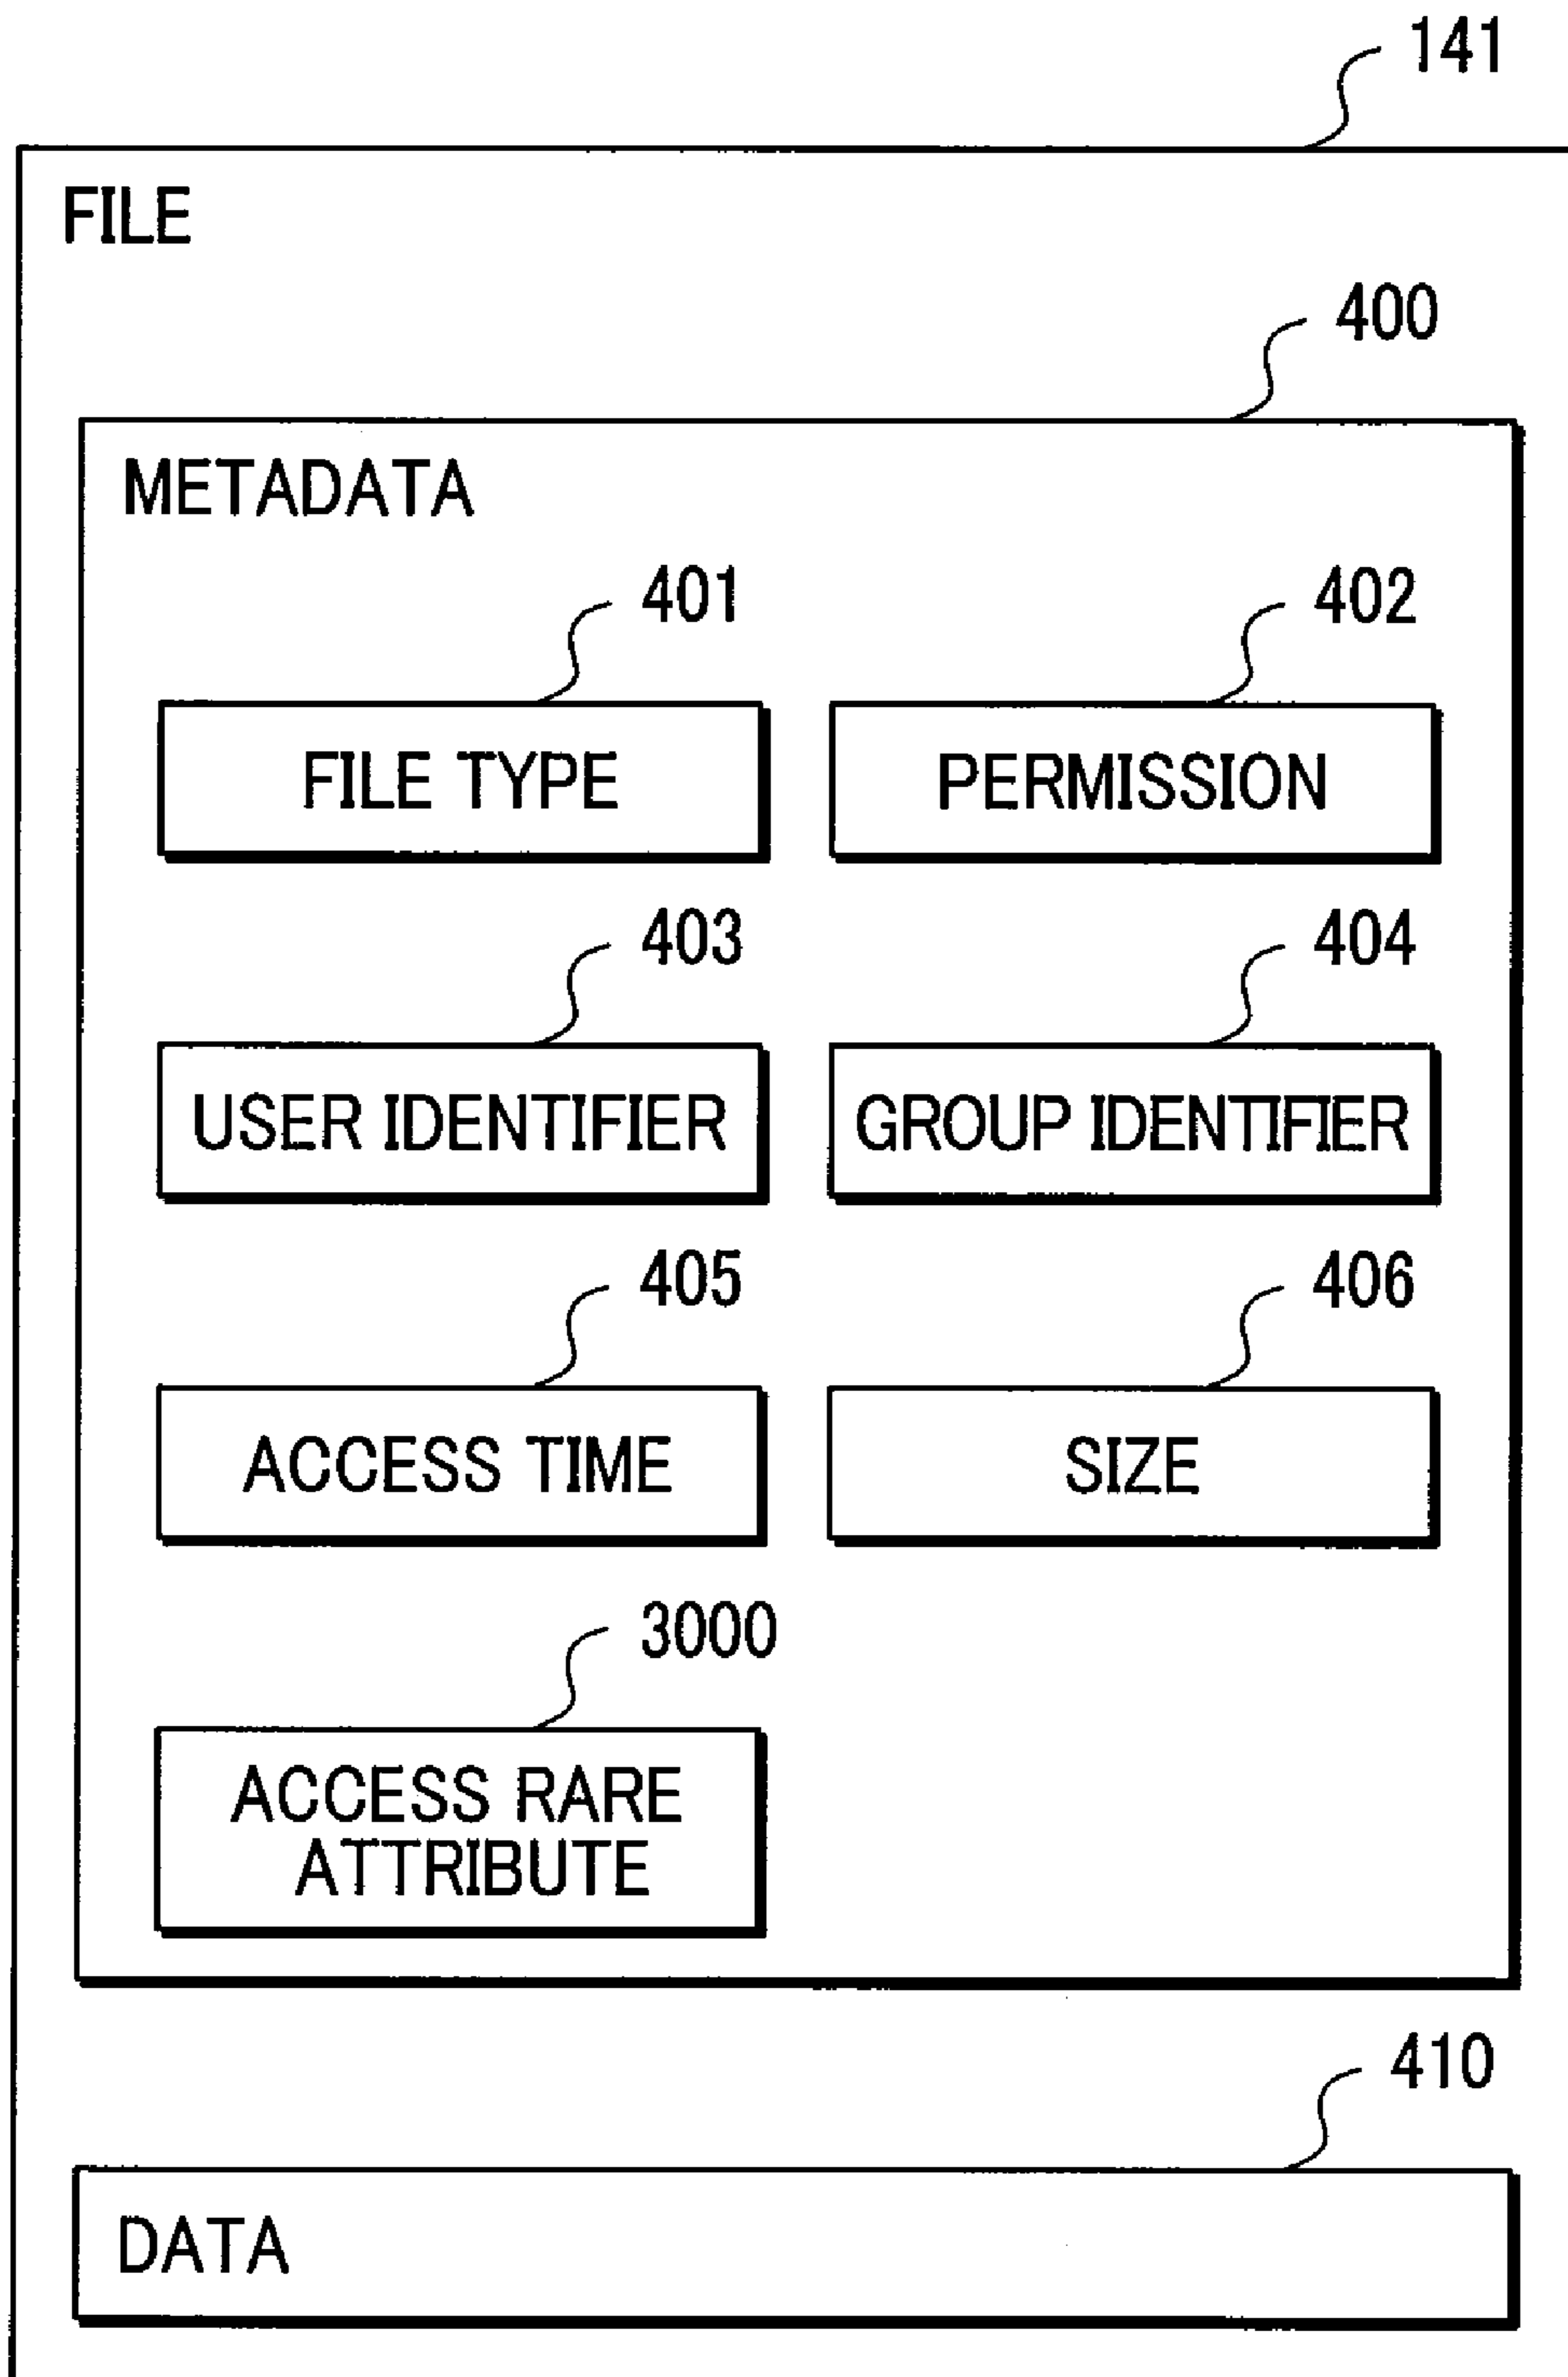 141
FILE
400
METADATA
401
402
FILE TYPE
PERMISSION
403
404
USER IDENTIFIER
GROUP IDENTIFIER
405
406
ACCESS TIME
SIZE
3000
ACCESS RARE
ATTRIBUTE
410
DATA